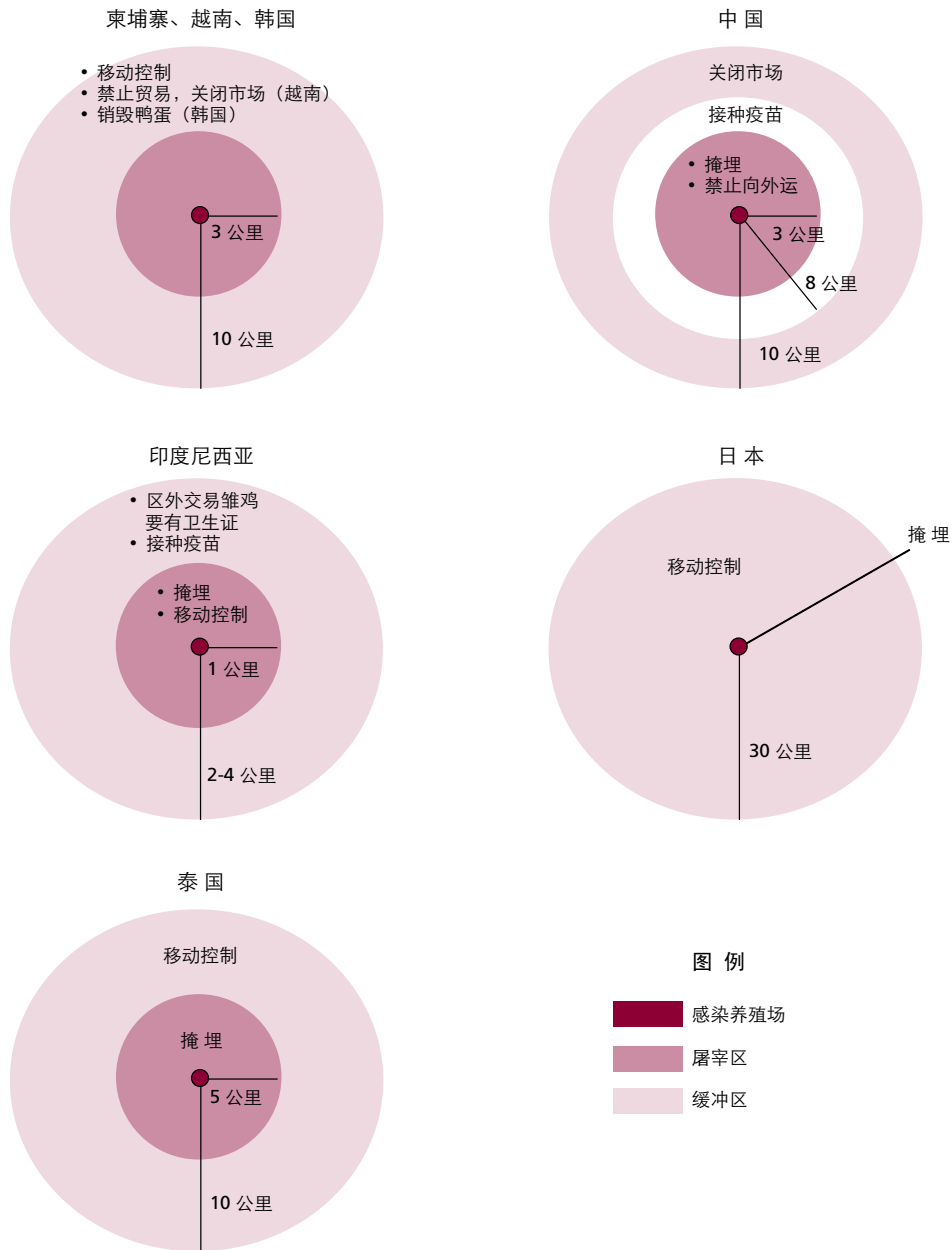 柬埔寨、越南、韩国
• 移动控制
• 禁止贸易，关闭市场（越南）
• 销毁鸭蛋（韩国）
3 公里
10 公里
中 国
关闭市场
接种疫苗
• 掩埋
• 禁止向外运
3 公里
8 公里
10 公里
印度尼西亚
• 区外交易雏鸡
要有卫生证
• 接种疫苗
• 掩埋
• 移动控制
1 公里
2-4 公里
日 本
掩 埋
移动控制
30 公里
泰 国
移动控制
掩 埋
5 公里
10 公里
图 例
感染养殖场
屠宰区
缓冲区